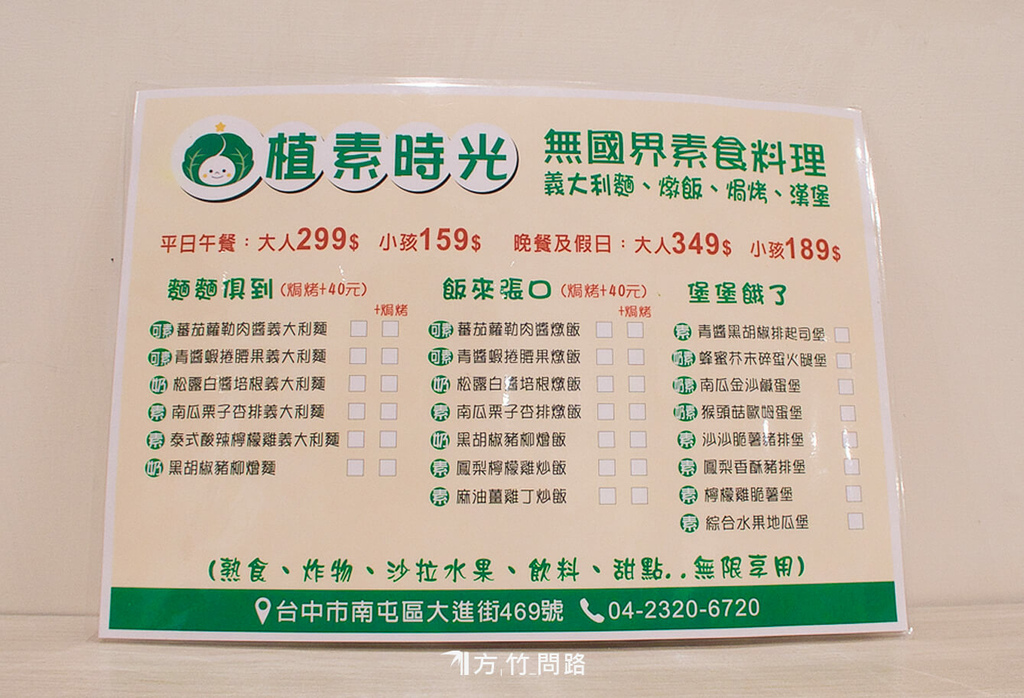 植素時光
無國界素食料理
義大利麵、燉飯、焗烤、漢堡
平日午餐：大人299$ 小孩159$ 晚餐及假日：大人349$ 小孩189$
麵麵俱到(焗烤+40元)
+焗烤
可素 蕃茄蘿勒肉醬義大利麵
可素 青醬蝦捲腰果義大利麵
奶 松露白醬培根義大利麵
素 南瓜栗子杏排義大利麵
素 泰式酸辣檸檬雞義大利麵
奶 黑胡椒豬柳燴麵
飯來張口(焗烤+40元)
+焗烤
可素 蕃茄蘿勒肉醬燉飯
可素 青醬蝦捲腰果燉飯
奶 松露白醬培根燉飯
素 南瓜栗子杏排燉飯
奶 黑胡椒豬柳燴飯
素 鳳梨檸檬雞炒飯
素 麻油薑雞丁炒飯
堡堡餓了
素 青醬黑胡椒排起司堡
奶素 蜂蜜芥末碎蛋火腿堡
奶素 南瓜金沙鹹蛋堡
奶素 猴頭菇歐姆蛋堡
素 沙沙脆薯豬排堡
素 鳳梨香酥豬排堡
素 檸檬雞脆薯堡
素 綜合水果地瓜堡
(熟食、炸物、沙拉水果、飲料、甜點..無限享用)
台中市南屯區大進街469號 04-2320-6720
方竹問路